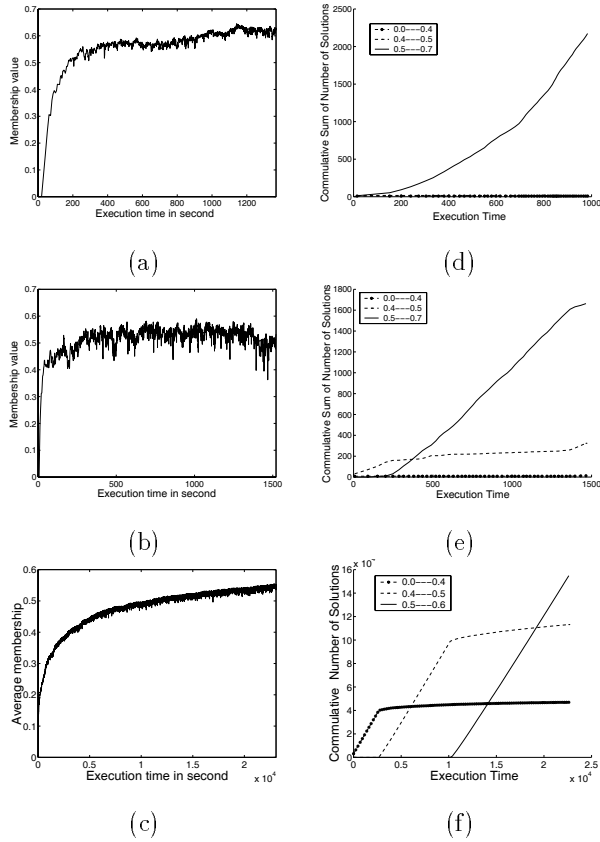 0.7
0.6
0.5
0.4
0.3
0.2
0.1
0
Membership value
0 200 400 600 800 1000 1200
Execution time in second
(a)
2500
2000
1500
1000
500
0
Commulative Sum of Number of Solutions
0.0−−−0.4
0.4−−−0.5
0.5−−−0.7
0 200 400 600 800 1000
Execution Time
(d)
0.7
0.6
0.5
0.4
0.3
0.2
0.1
0
Membership value
0 500 1000 1500
Execution time in second
(b)
1800
1600
1400
1200
1000
800
600
400
200
0
Commulative Sum of Number of Solutions
0.0−−−0.4
0.4−−−0.5
0.5−−−0.7
0 500 1000 1500
Execution Time
(e)
0.6
0.5
0.4
0.3
0.2
0.1
0
Average membership
0 0.5 1 1.5 2
Execution time in second
x 10⁴
(c)
16
14
12
10
8
6
4
2
0
x 10
Commulative Number of Solutions
0.0−−−0.4
0.4−−−0.5
0.5−−−0.6
0 0.5 1 1.5 2 2.5
Execution Time
x 10⁴
(f)